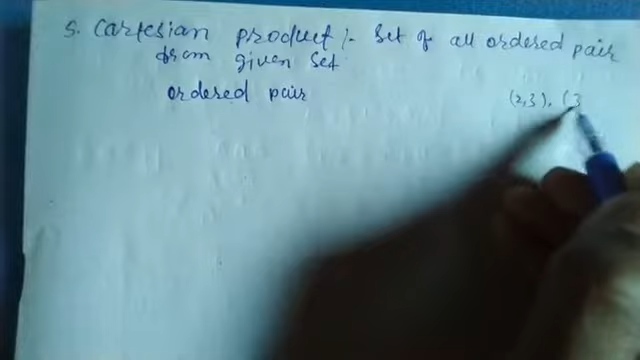 5. Cartesian product :- Set of all ordered pair
from given set
ordered pair (2,3), (3